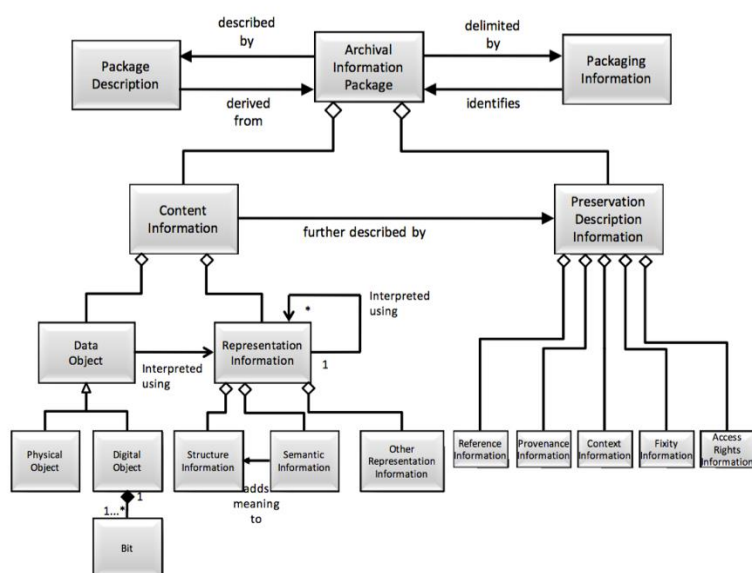 described
by
Archival
Information
Package
delimited
by
Package
Description
Packaging
Information
derived
from
identifies
Content
Information
Preservation
Description
Information
further described by
Interpreted
using
*
Data
Object
Representation
Information
Interpreted
using
1
Physical
Object
Digital
Object
Structure
Information
Semantic
Information
Other
Representation
Information
Reference
Information
Provenance
Information
Context
Information
Fixity
Information
Access
Rights
Information
adds
meaning
to
1
1...*
Bit